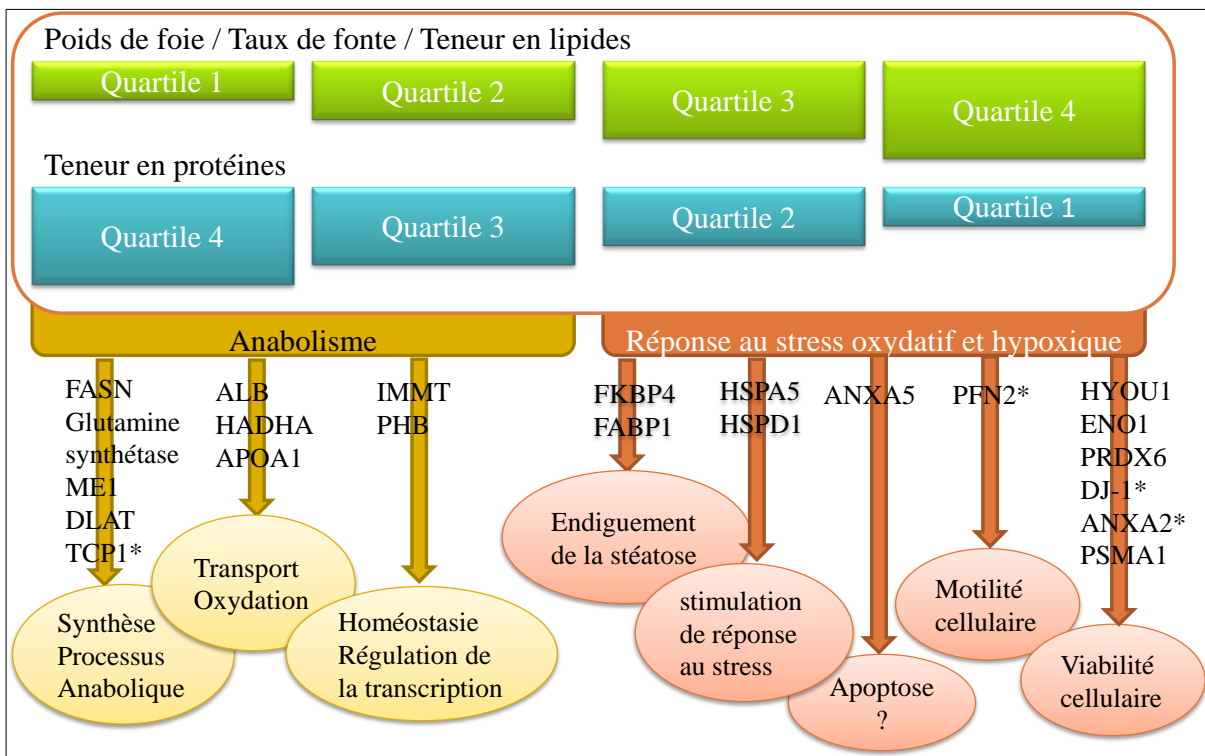 Poids de foie / Taux de fonte / Teneur en lipides
Quartile 1
Quartile 2
Quartile 3
Quartile 4
Teneur en protéines
Quartile 4
Quartile 3
Quartile 2
Quartile 1
Anabolisme
Réponse au stress oxydatif et hypoxique
FASN
Glutamine
synthétase
ME1
DLAT
TCP1*
ALB
HADHA
APOA1
IMMT
PHB
FKBP4
FABP1
HSPA5
HSPD1
ANXA5
PFN2*
HYOU1
ENO1
PRDX6
DJ-1*
ANXA2*
PSMA1
Synthèse
Processus
Anabolique
Transport
Oxydation
Homéostasie
Régulation de
la transcription
Endiguement
de la stéatose
stimulation
de réponse
au stress
Apoptose
?
Motilité
cellulaire
Viabilité
cellulaire